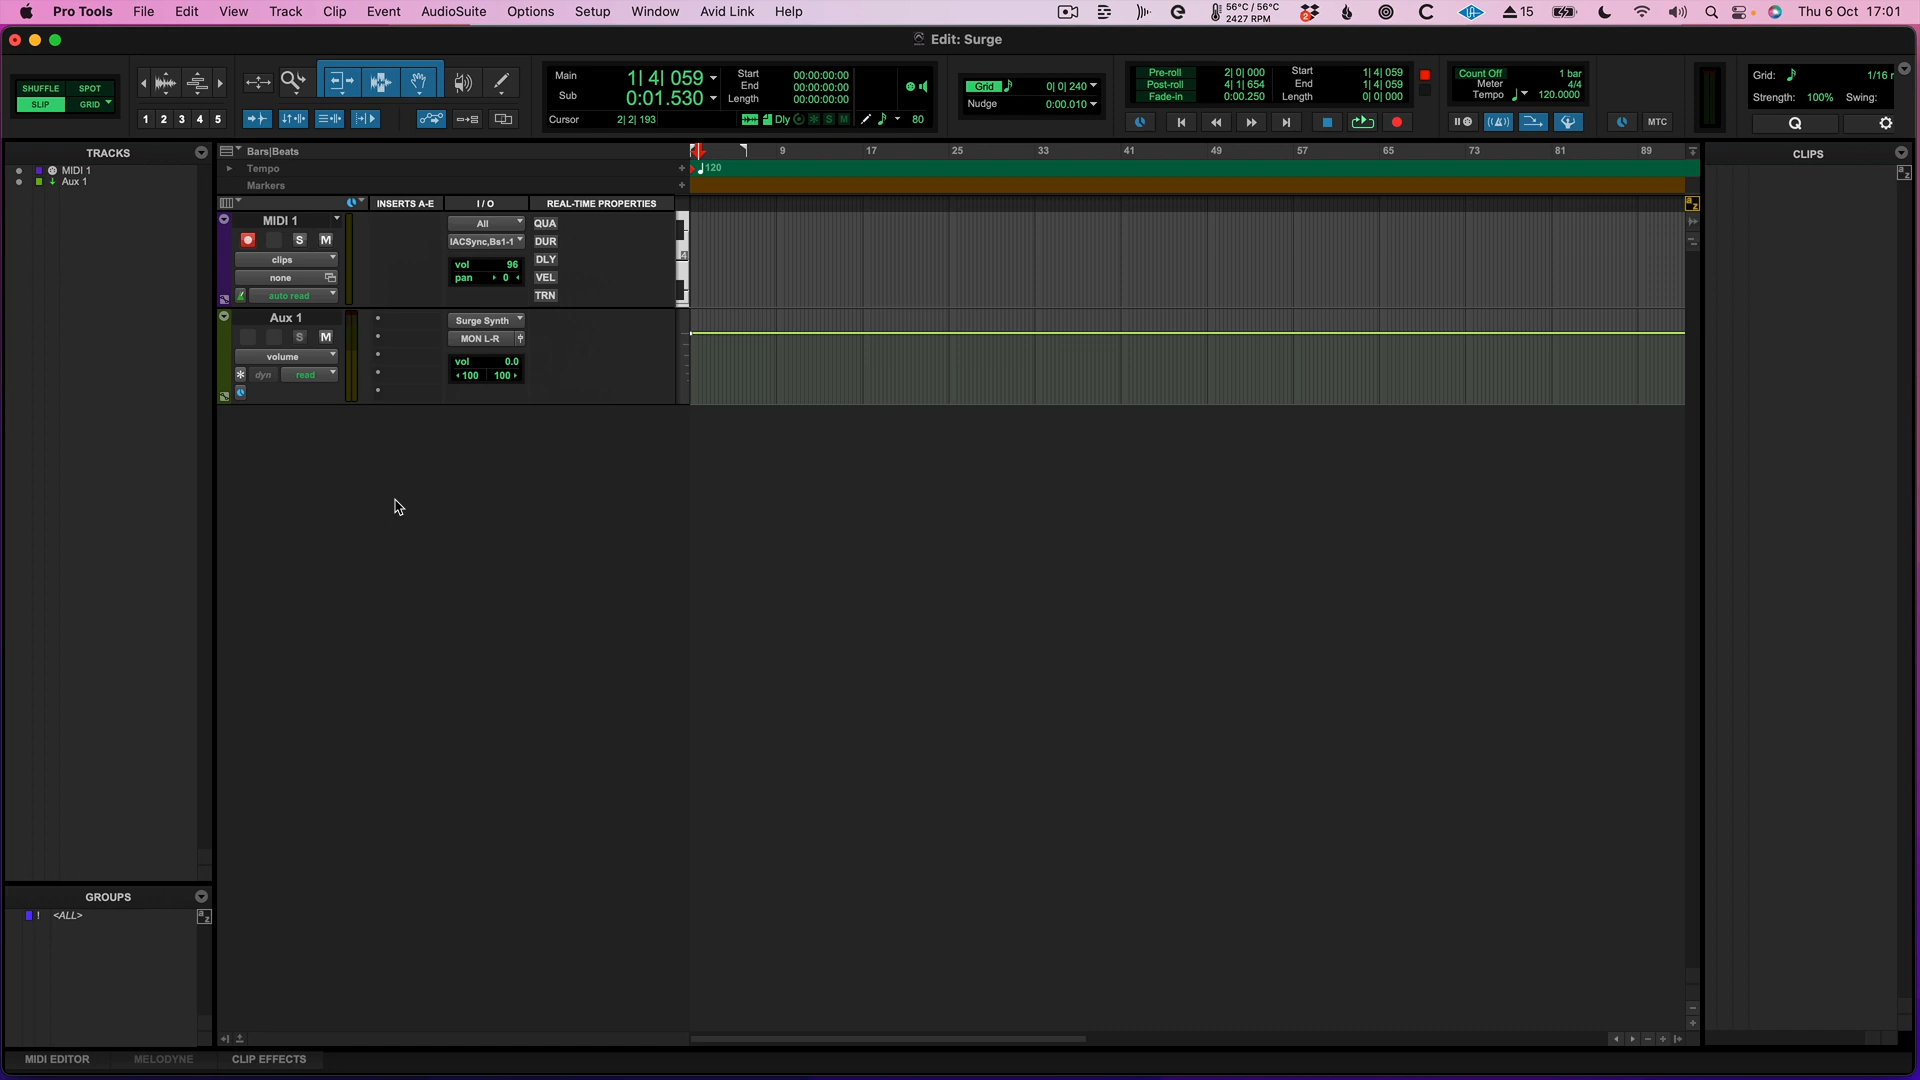 Pro Tools File Edit View Track Clip Event AudioSuite Options Setup Window Avid Link Help
56°C / 56°C
2427 RPM
2
15
Thu 6 Oct 17:01
Edit: Surge
SHUFFLE SPOT
SLIP GRID
1 2 3 4 5
Main 1| 4| 059
Sub 0:01.530
Start 00:00:00:00
End 00:00:00:00
Length 00:00:00:00
Cursor 2| 2| 193
Dly S M 80
Grid 0| 0| 240
Nudge 0:00.010
Pre-roll 2| 0| 000
Post-roll 4| 1| 654
Fade-in 0:00.250
Start 1| 4| 059
End 1| 4| 059
Length 0| 0| 000
Count Off 1 bar
Meter 4/4
Tempo 120.0000
MTC
Grid: 1/16
Strength: 100% Swing:
Q
TRACKS
MIDI 1
Aux 1
Bars|Beats
9 17 25 33 41 49 57 65 73 81 89
Tempo
120
Markers
INSERTS A-E I / O REAL-TIME PROPERTIES
MIDI 1
S M
clips
none
auto read
All
IACSync,Bs1-1
vol 96
pan 0
QUA
DUR
DLY
VEL
TRN
4
Aux 1
S M
volume
dyn read
Surge Synth
MON L-R
vol 0.0
100 100
CLIPS
a z
GROUPS
! <ALL>
a z
MIDI EDITOR MELODYNE CLIP EFFECTS